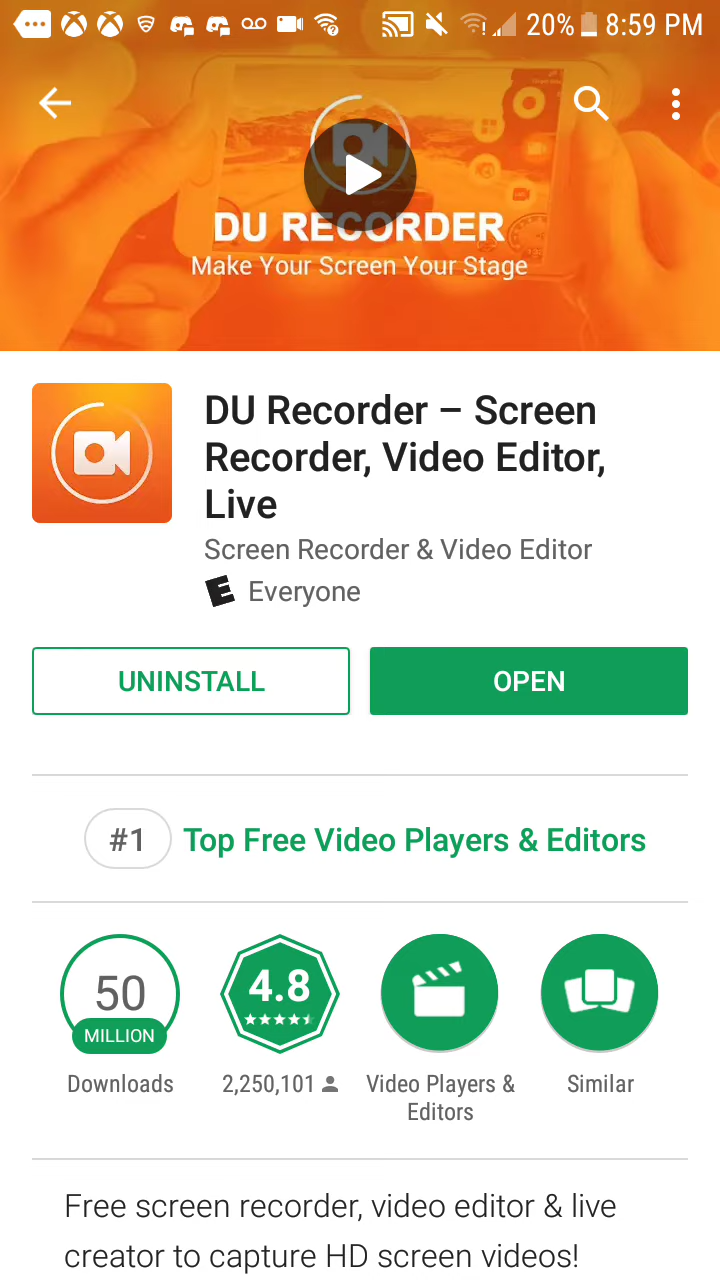 20% 8:59 PM
DU RECORDER
Make Your Screen Your Stage
DU Recorder – Screen
Recorder, Video Editor,
Live
Screen Recorder & Video Editor
E Everyone
UNINSTALL
OPEN
#1 Top Free Video Players & Editors
50
MILLION
Downloads
4.8
2,250,101
Video Players &
Editors
Similar
Free screen recorder, video editor & live
creator to capture HD screen videos!